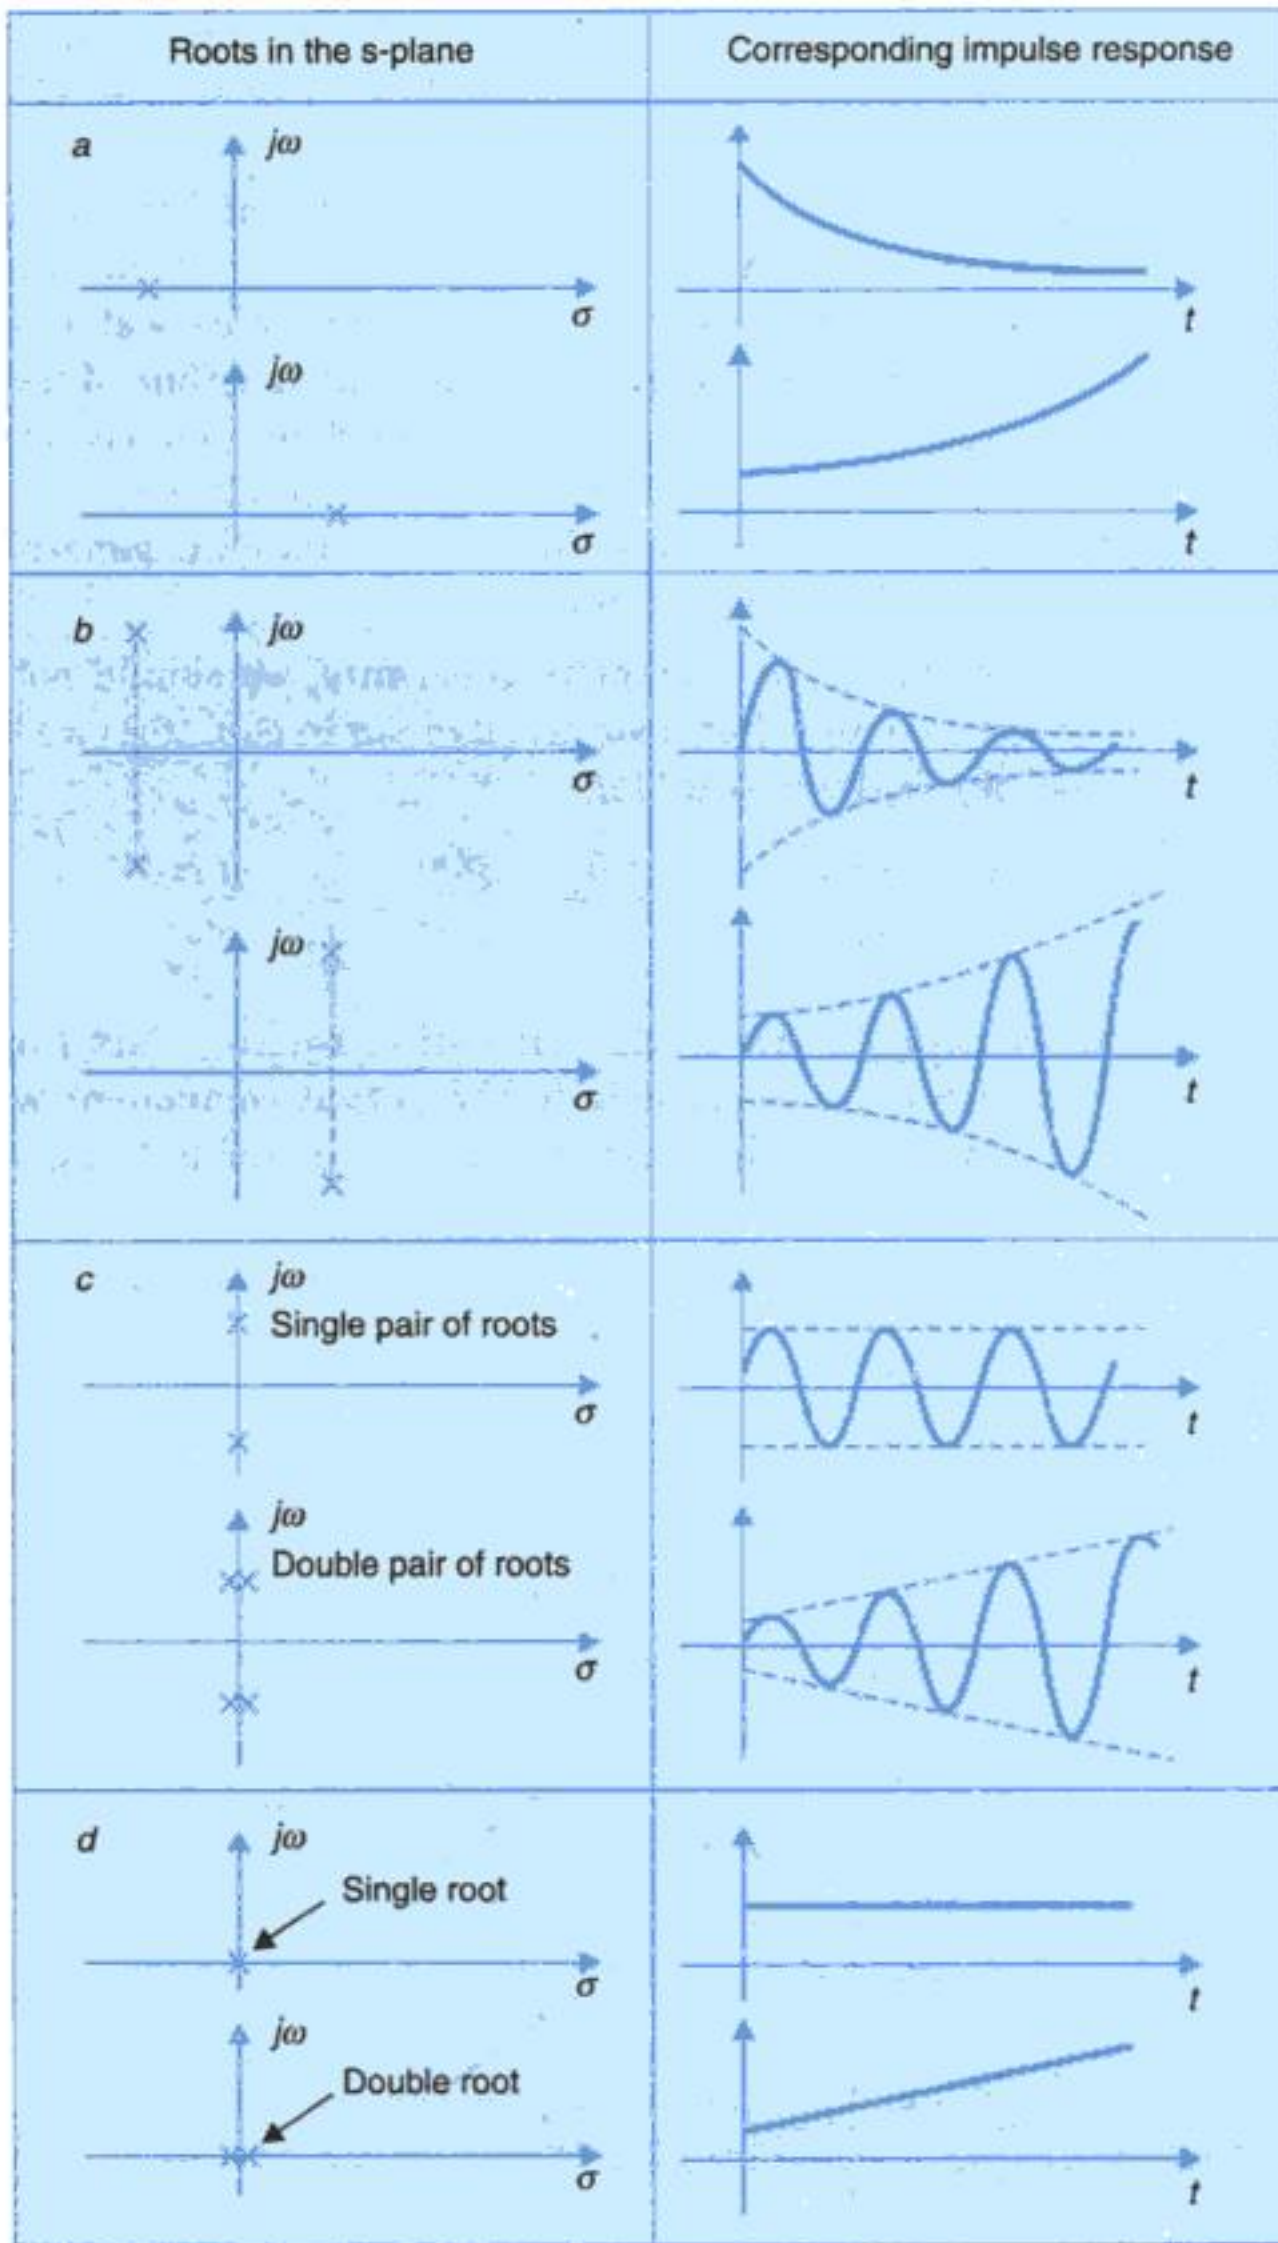 Roots in the s-plane
Corresponding impulse response
a
jω
σ
t
jω
σ
t
b
jω
σ
t
jω
σ
t
c
jω
Single pair of roots
σ
t
jω
Double pair of roots
σ
t
d
jω
Single root
σ
t
jω
Double root
σ
t